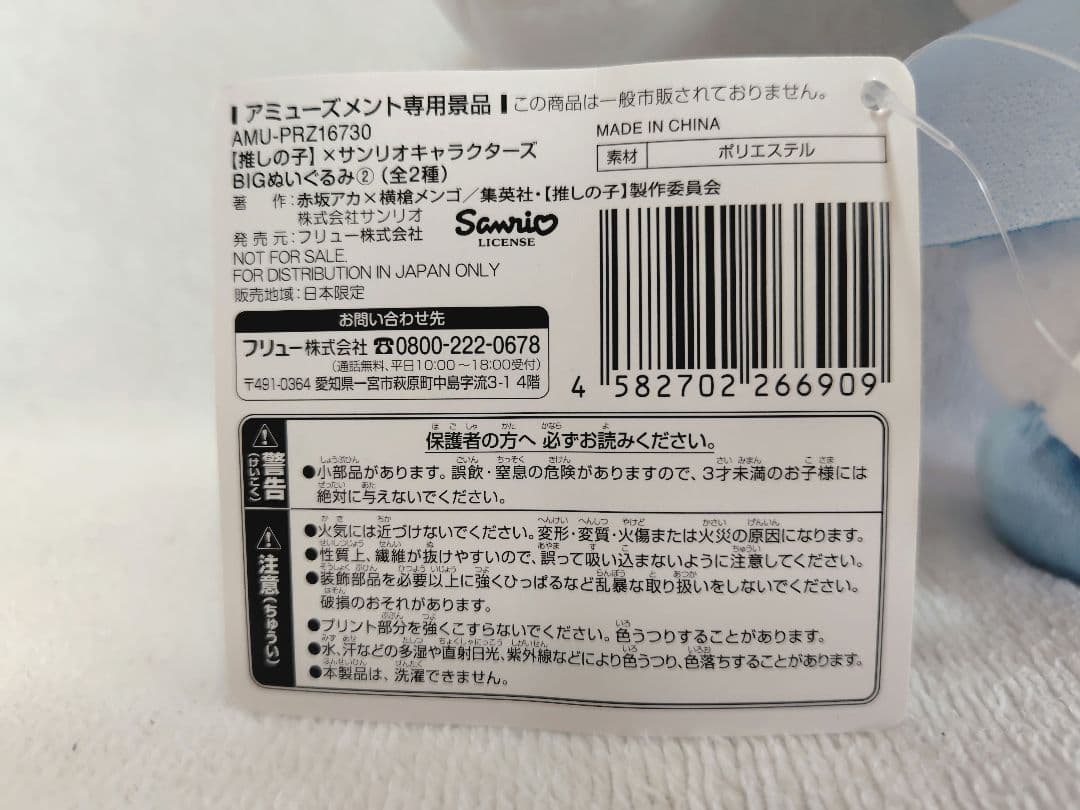 アミューズメント専用景品 この商品は一般市販されておりません。
AMU-PRZ16730
MADE IN CHINA
【推しの子】×サンリオキャラクターズ
素材 ポリエステル
BIGぬいぐるみ②（全2種）
著 作：赤坂アカ×横槍メンゴ／集英社・【推しの子】製作委員会
株式会社サンリオ
発 売 元：フリュー株式会社
Sanrio
LICENSE
NOT FOR SALE.
FOR DISTRIBUTION IN JAPAN ONLY
販売地域：日本限定
お問い合わせ先
フリュー株式会社 ☎0800-222-0678
（通話無料、平日10:00～18:00受付）
〒491-0364 愛知県一宮市萩原町中島字流3-1 4階
4 582702 266909
⚠警告（けいこく）
保護者の方へ 必ずお読みください。
●小部品があります。誤飲・窒息の危険がありますので、3才未満のお子様には
絶対に与えないでください。
⚠注意（ちゅうい）
●火気には近づけないでください。変形・変質・火傷または火災の原因になります。
●性質上、繊維が抜けやすいので、誤って吸い込まないように注意してください。
●装飾部品を必要以上に強くひっぱるなど乱暴な取り扱いをしないでください。
破損のおそれがあります。
●プリント部分を強くこすらないでください。色うつりすることがあります。
●水、汗などの多湿や直射日光、紫外線などにより色うつり、色落ちすることがあります。
●本製品は、洗濯できません。